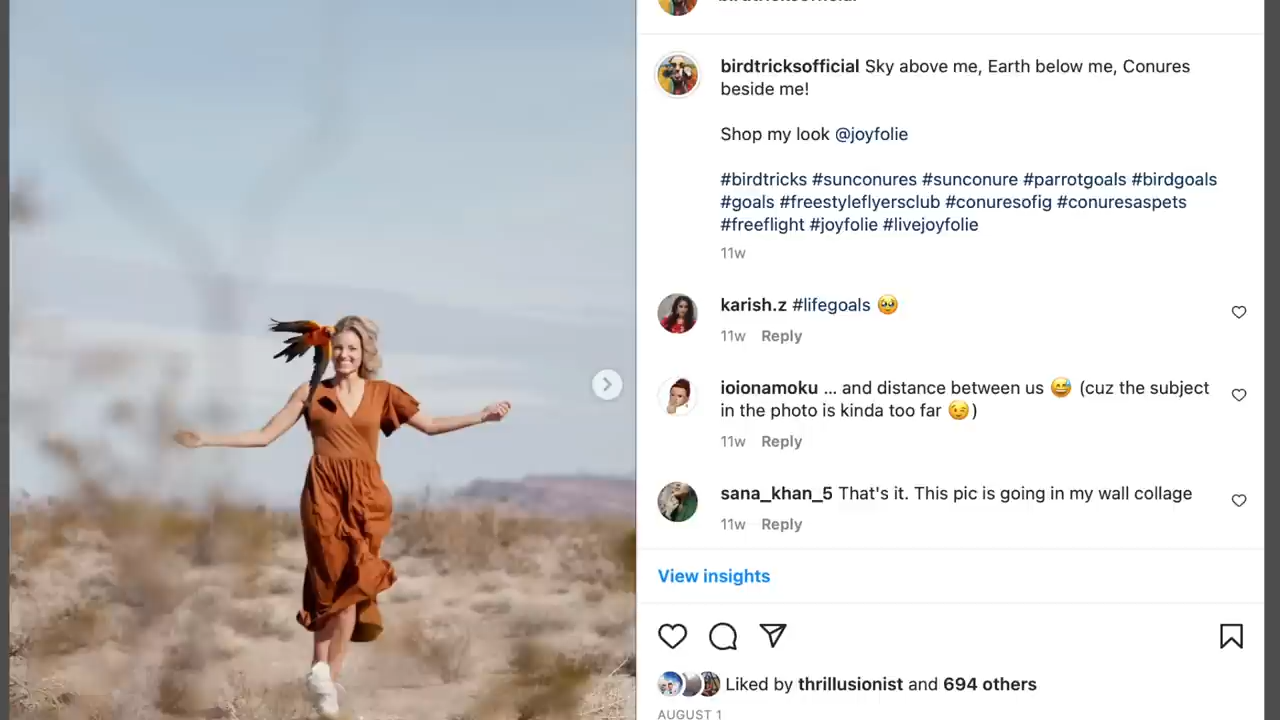 birdtricksofficial
birdtricksofficial Sky above me, Earth below me, Conures
beside me!
Shop my look @joyfolie
#birdtricks #sunconures #sunconure #parrotgoals #birdgoals
#goals #freestyleflyersclub #conuresofig #conuresaspets
#freeflight #joyfolie #livejoyfolie
11w
karish.z #lifegoals 🥹
11w Reply
ioionamoku ... and distance between us 😅 (cuz the subject
in the photo is kinda too far 😉)
11w Reply
sana_khan_5 That's it. This pic is going in my wall collage
11w Reply
View insights
Liked by thrillusionist and 694 others
AUGUST 1